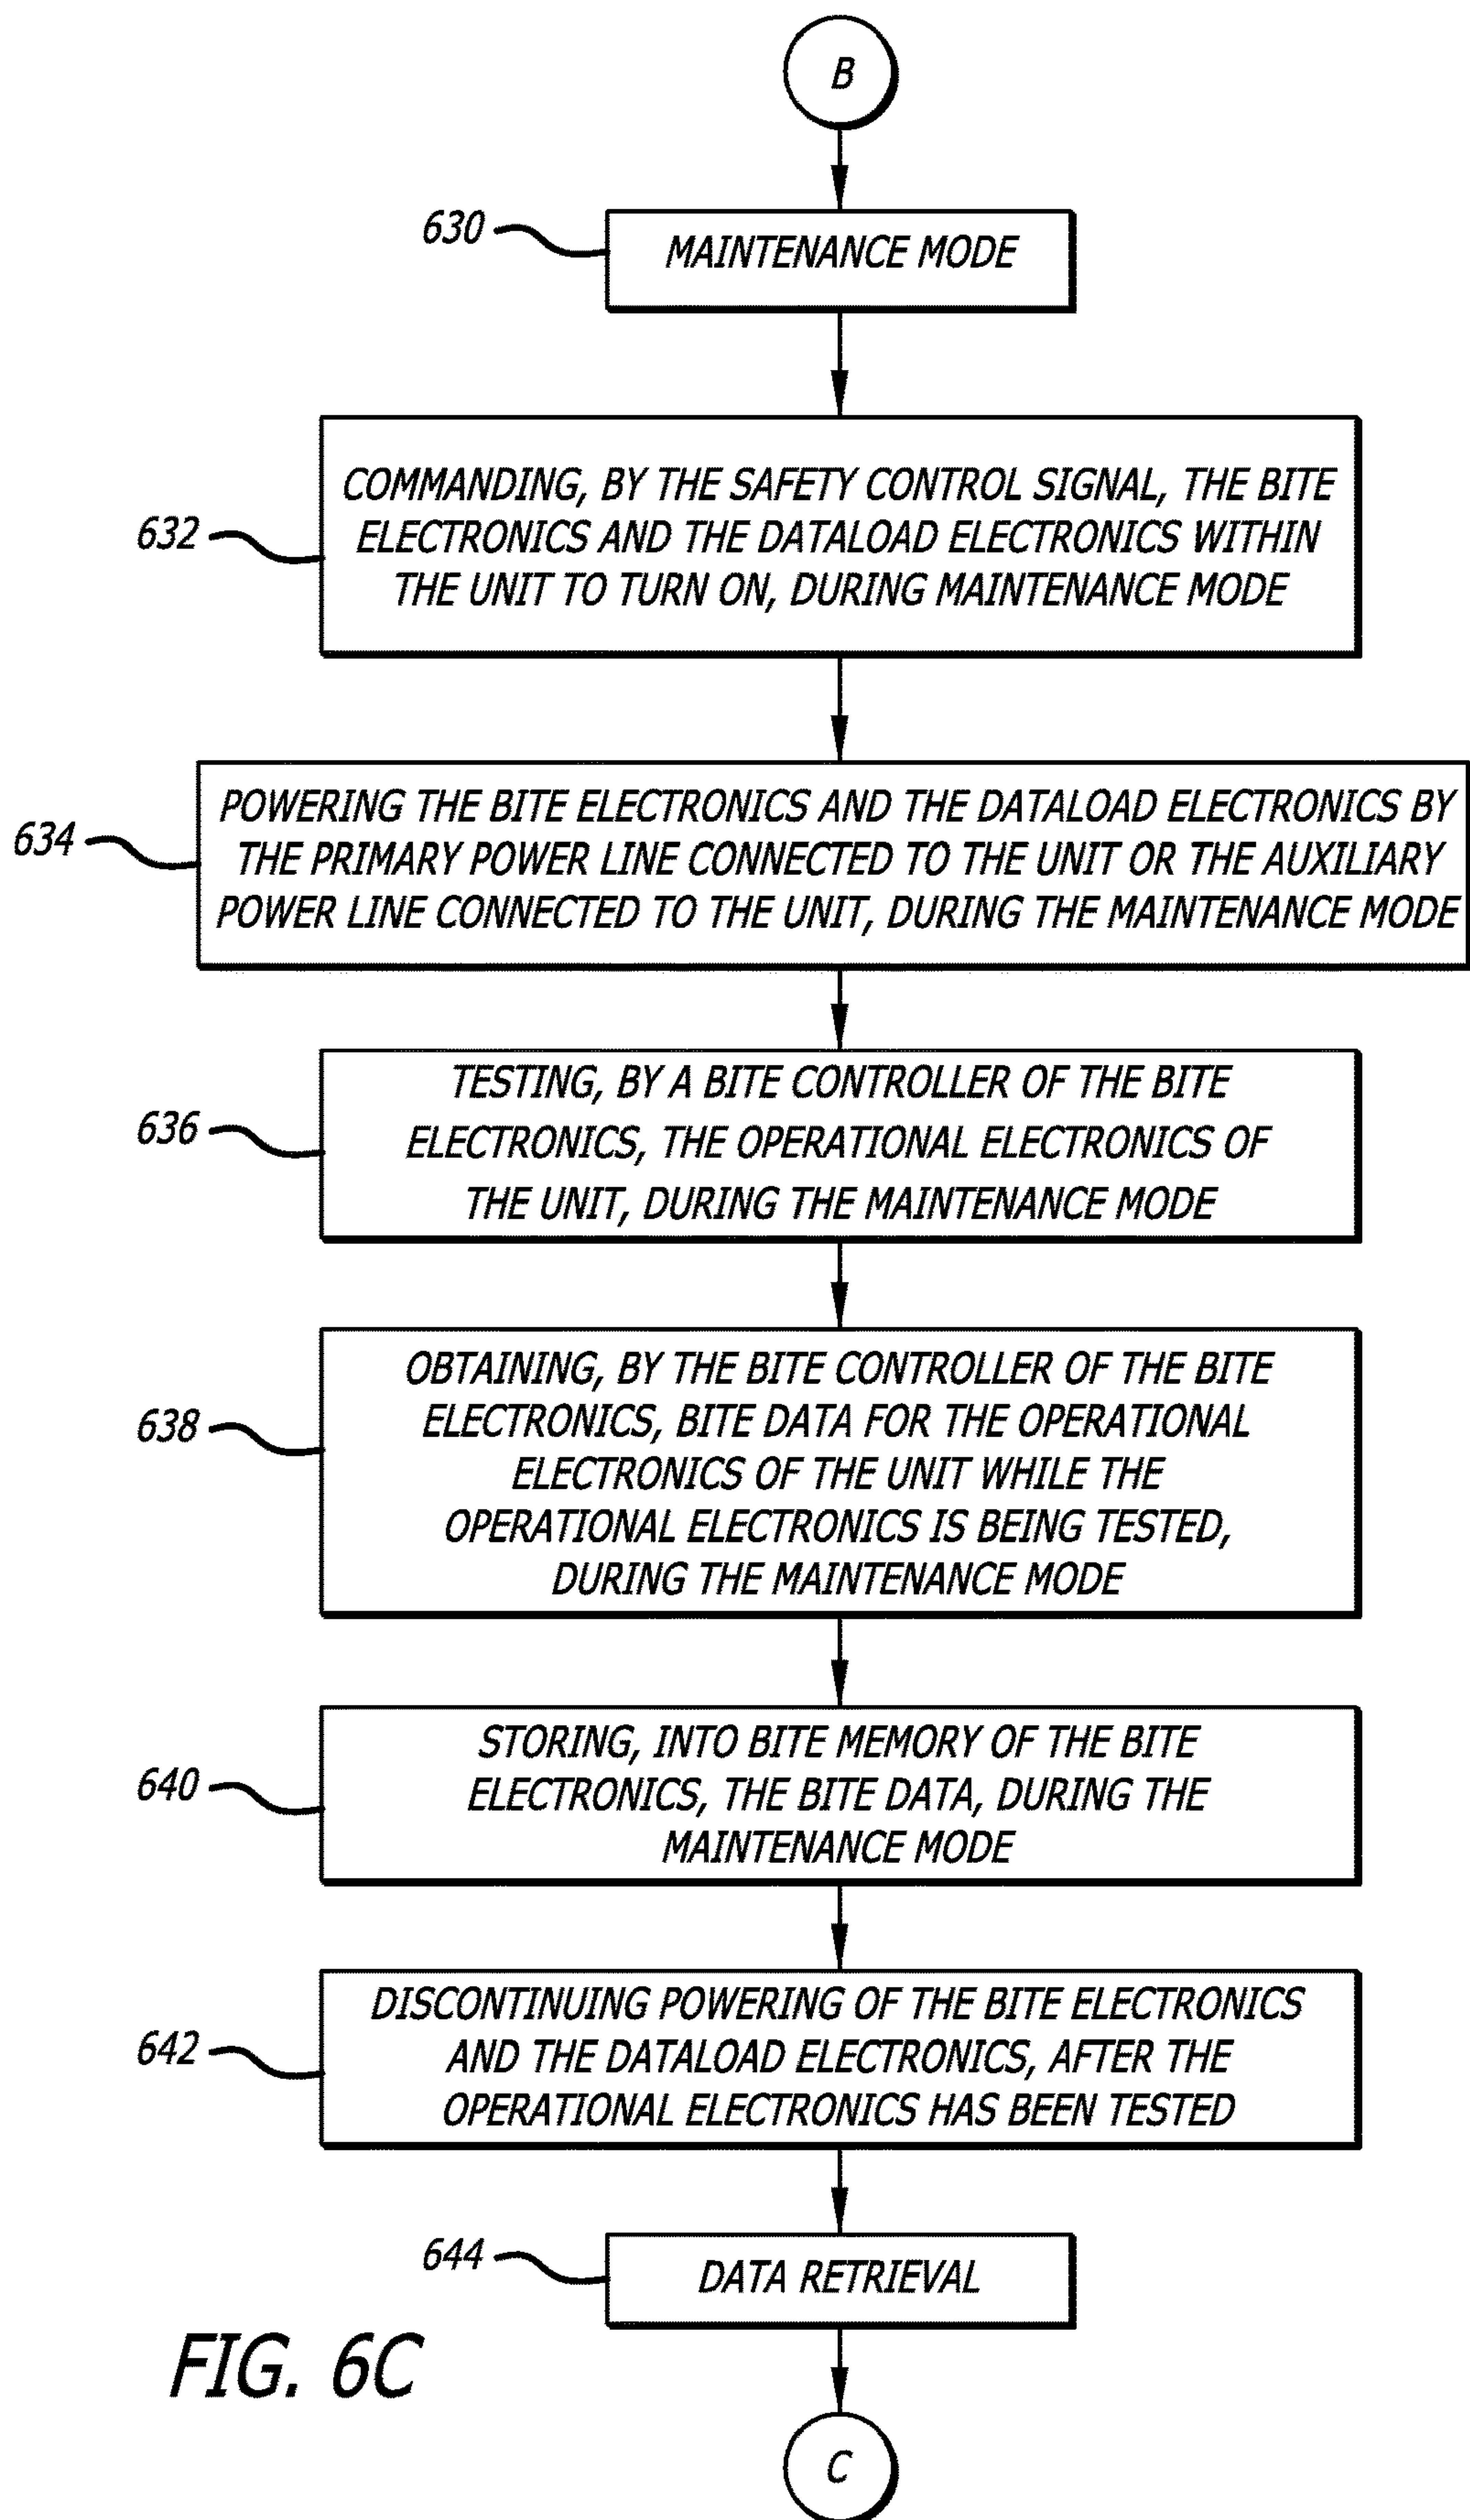 B
630
MAINTENANCE MODE
632
COMMANDING, BY THE SAFETY CONTROL SIGNAL, THE BITE
ELECTRONICS AND THE DATALOAD ELECTRONICS WITHIN
THE UNIT TO TURN ON, DURING MAINTENANCE MODE
634
POWERING THE BITE ELECTRONICS AND THE DATALOAD ELECTRONICS BY
THE PRIMARY POWER LINE CONNECTED TO THE UNIT OR THE AUXILIARY
POWER LINE CONNECTED TO THE UNIT, DURING THE MAINTENANCE MODE
636
TESTING, BY A BITE CONTROLLER OF THE BITE
ELECTRONICS, THE OPERATIONAL ELECTRONICS OF
THE UNIT, DURING THE MAINTENANCE MODE
638
OBTAINING, BY THE BITE CONTROLLER OF THE BITE
ELECTRONICS, BITE DATA FOR THE OPERATIONAL
ELECTRONICS OF THE UNIT WHILE THE
OPERATIONAL ELECTRONICS IS BEING TESTED,
DURING THE MAINTENANCE MODE
640
STORING, INTO BITE MEMORY OF THE BITE
ELECTRONICS, THE BITE DATA, DURING THE
MAINTENANCE MODE
642
DISCONTINUING POWERING OF THE BITE ELECTRONICS
AND THE DATALOAD ELECTRONICS, AFTER THE
OPERATIONAL ELECTRONICS HAS BEEN TESTED
644
DATA RETRIEVAL
FIG. 6C
C